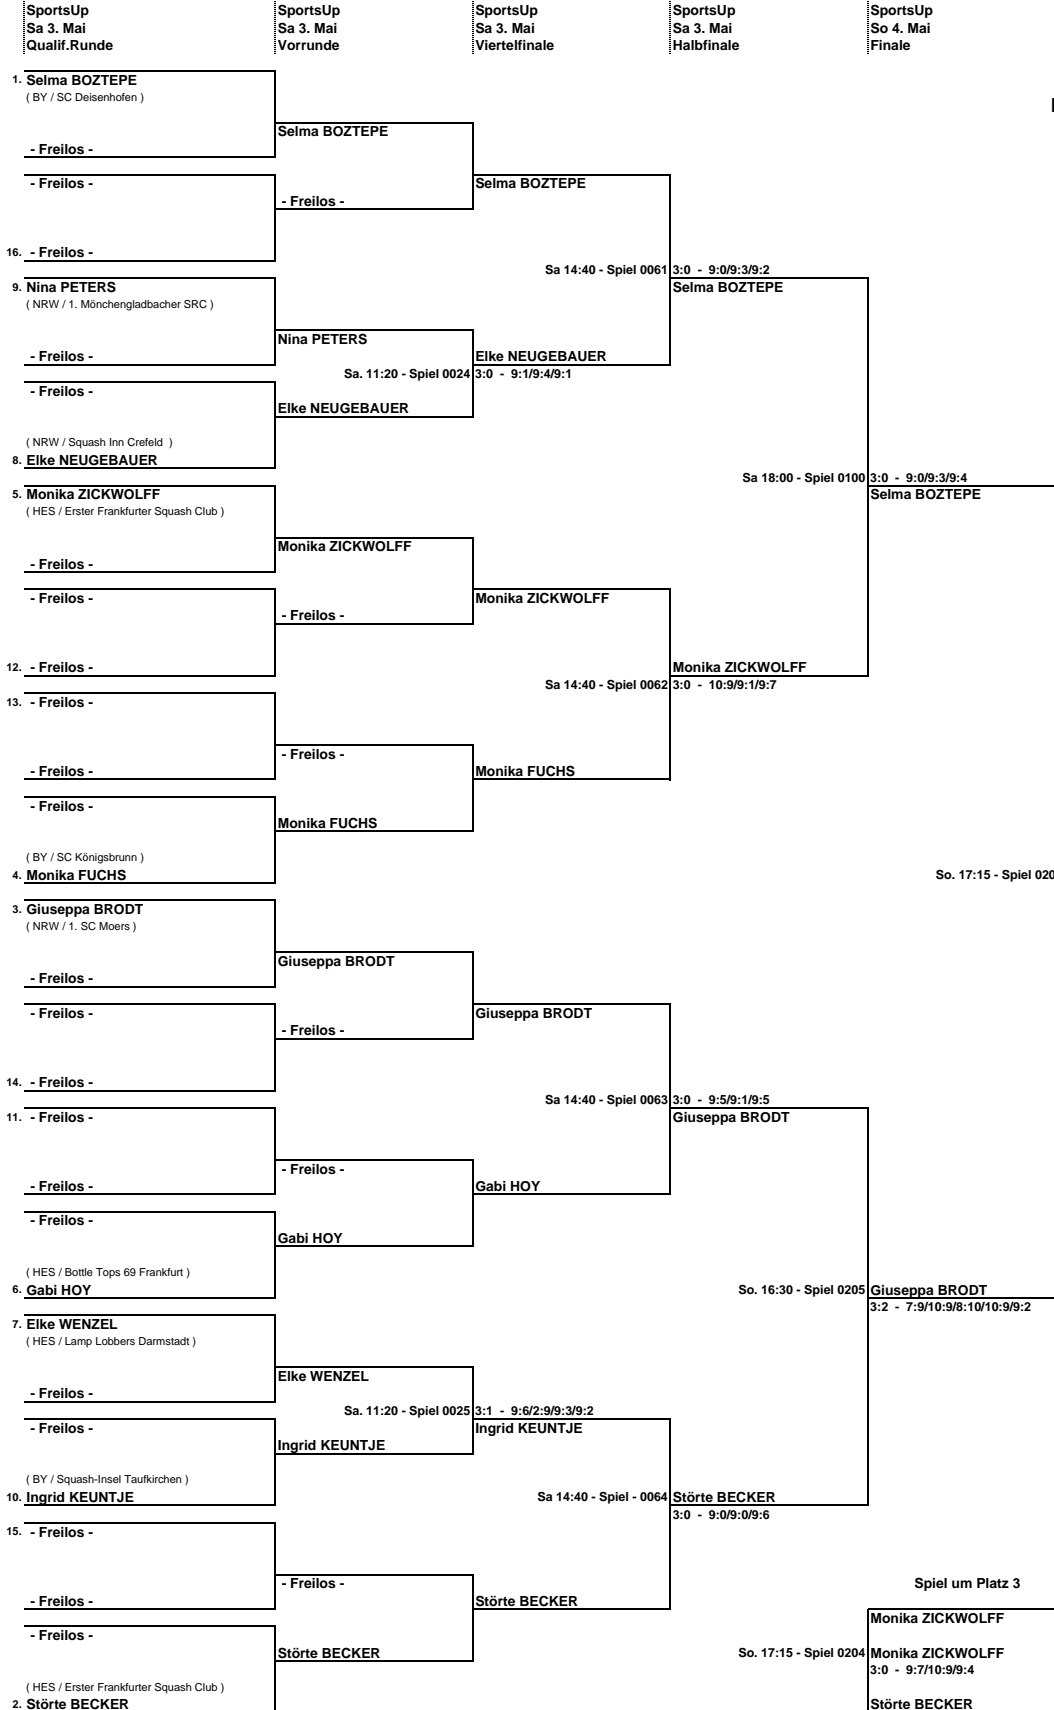 SportsUp SportsUp SportsUp SportsUp SportsUp
Sa 3. Mai Sa 3. Mai Sa 3. Mai Sa 3. Mai So 4. Mai
Qualif.Runde Vorrunde Viertelfinale Halbfinale Finale
1. Selma BOZTEPE
( BY / SC Deisenhofen )
Selma BOZTEPE
- Freilos -
- Freilos - Selma BOZTEPE
- Freilos -
16. - Freilos -
Sa 14:40 - Spiel 0061 3:0 - 9:0/9:3/9:2
9. Nina PETERS Selma BOZTEPE
( NRW / 1. Mönchengladbacher SRC )
Nina PETERS
- Freilos - Elke NEUGEBAUER
Sa. 11:20 - Spiel 0024 3:0 - 9:1/9:4/9:1
- Freilos -
Elke NEUGEBAUER
( NRW / Squash Inn Crefeld )
8. Elke NEUGEBAUER
Sa 18:00 - Spiel 0100 3:0 - 9:0/9:3/9:4
5. Monika ZICKWOLFF Selma BOZTEPE
( HES / Erster Frankfurter Squash Club )
Monika ZICKWOLFF
- Freilos -
- Freilos - Monika ZICKWOLFF
- Freilos -
12. - Freilos - Monika ZICKWOLFF
Sa 14:40 - Spiel 0062 3:0 - 10:9/9:1/9:7
13. - Freilos -
- Freilos -
- Freilos - Monika FUCHS
- Freilos -
Monika FUCHS
( BY / SC Königsbrunn )
4. Monika FUCHS So. 17:15 - Spiel 020
3. Giuseppa BRODT
( NRW / 1. SC Moers )
Giuseppa BRODT
- Freilos -
- Freilos - Giuseppa BRODT
- Freilos -
14. - Freilos -
Sa 14:40 - Spiel 0063 3:0 - 9:5/9:1/9:5
11. - Freilos - Giuseppa BRODT
- Freilos -
- Freilos - Gabi HOY
- Freilos -
Gabi HOY
( HES / Bottle Tops 69 Frankfurt )
6. Gabi HOY So. 16:30 - Spiel 0205 Giuseppa BRODT
3:2 - 7:9/10:9/8:10/10:9/9:2
7. Elke WENZEL
( HES / Lamp Lobbers Darmstadt )
Elke WENZEL
- Freilos -
Sa. 11:20 - Spiel 0025 3:1 - 9:6/2:9/9:3/9:2
- Freilos - Ingrid KEUNTJE
Ingrid KEUNTJE
( BY / Squash-Insel Taufkirchen )
10. Ingrid KEUNTJE Sa 14:40 - Spiel - 0064 Störte BECKER
3:0 - 9:0/9:0/9:6
15. - Freilos -
- Freilos - Spiel um Platz 3
- Freilos - Störte BECKER
Monika ZICKWOLFF
- Freilos -
Störte BECKER So. 17:15 - Spiel 0204 Monika ZICKWOLFF
3:0 - 9:7/10:9/9:4
( HES / Erster Frankfurter Squash Club )
2. Störte BECKER Störte BECKER